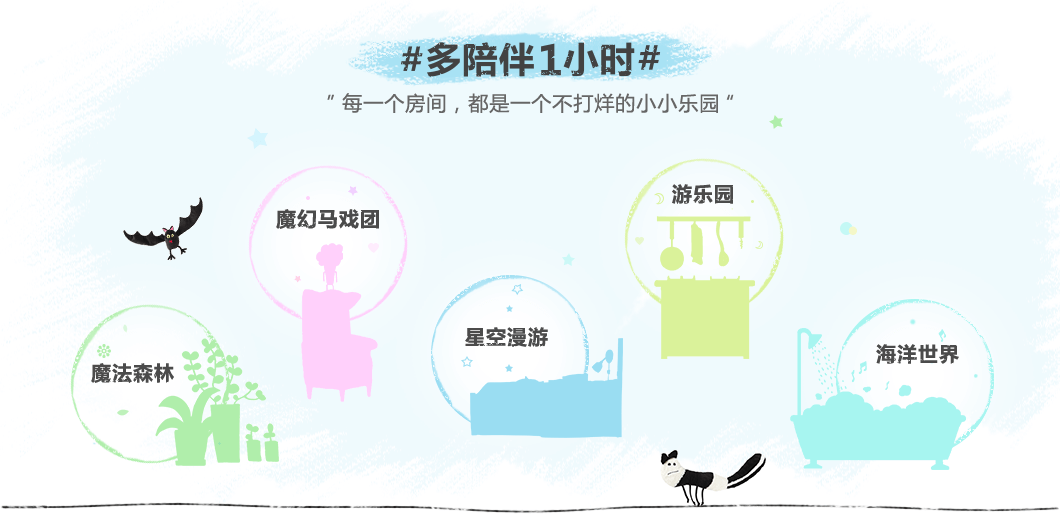 #多陪伴1小时#
”每一个房间，都是一个不打烊的小小乐园“
魔幻马戏团
游乐园
星空漫游
海洋世界
魔法森林